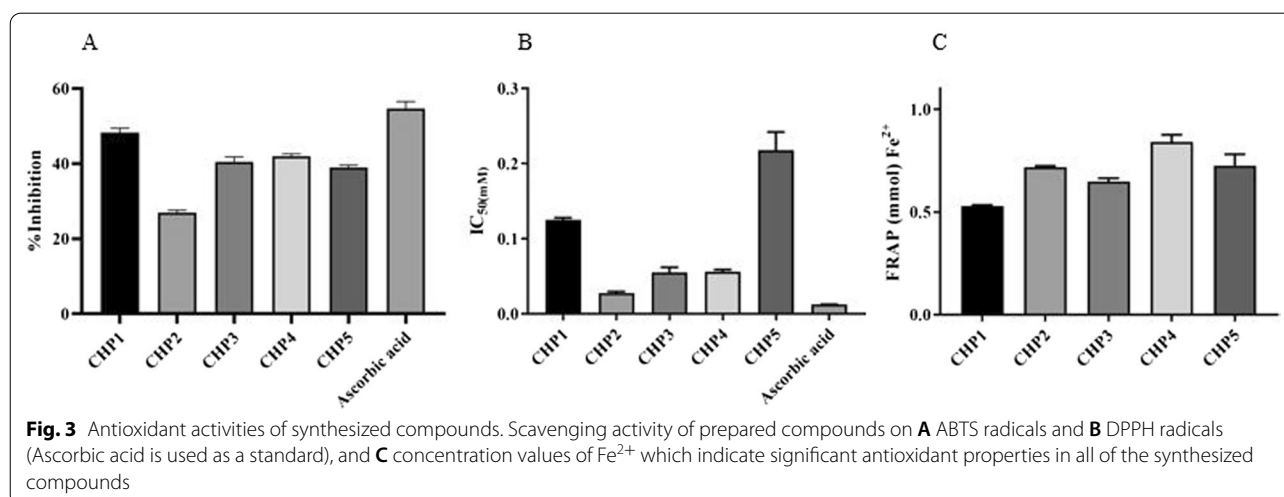 A
B
C
%Inhibition
60
40
20
0
CHP1
CHP2
CHP3
CHP4
CHP5
Ascorbic acid
IC50(mM)
0.3
0.2
0.1
0.0
CHP1
CHP2
CHP3
CHP4
CHP5
Ascorbic acid
FRAP (mmol) Fe2+
1.0
0.5
0.0
CHP1
CHP2
CHP3
CHP4
CHP5
Fig. 3 Antioxidant activities of synthesized compounds. Scavenging activity of prepared compounds on A ABTS radicals and B DPPH radicals
(Ascorbic acid is used as a standard), and C concentration values of Fe2+ which indicate significant antioxidant properties in all of the synthesized
compounds